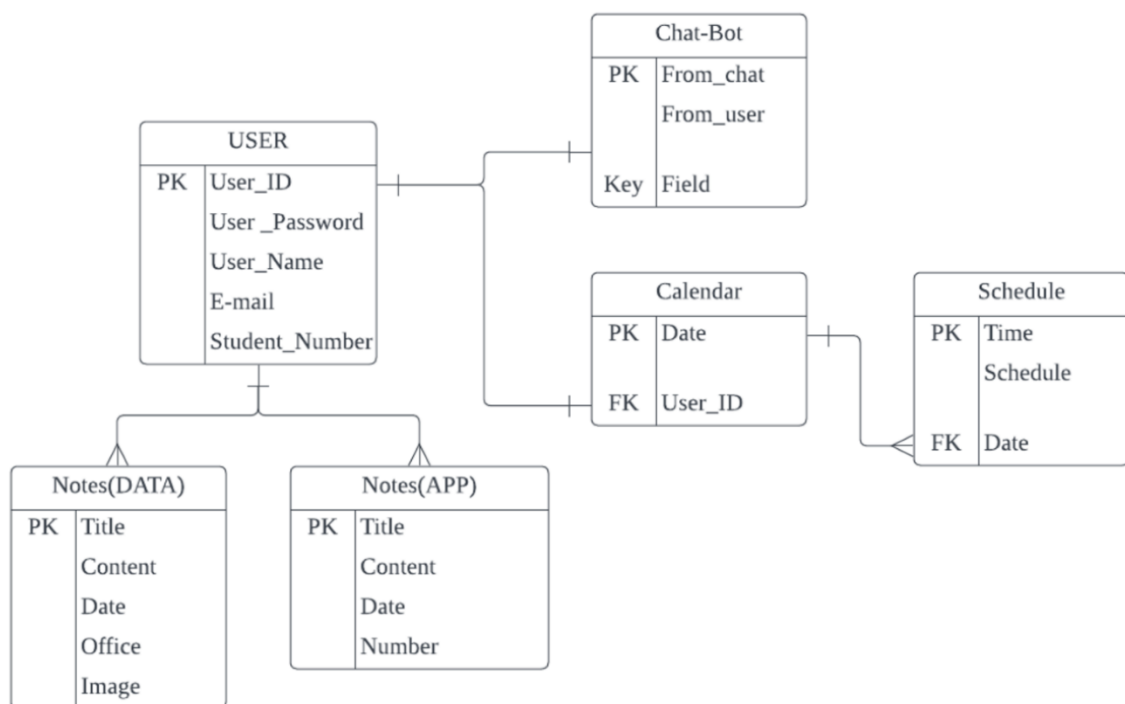 Chat-Bot
PK From_chat
From_user
Key Field
USER
PK User_ID
User _Password
User_Name
E-mail
Student_Number
Calendar
PK Date
FK User_ID
Schedule
PK Time
Schedule
FK Date
Notes(DATA)
PK Title
Content
Date
Office
Image
Notes(APP)
PK Title
Content
Date
Number